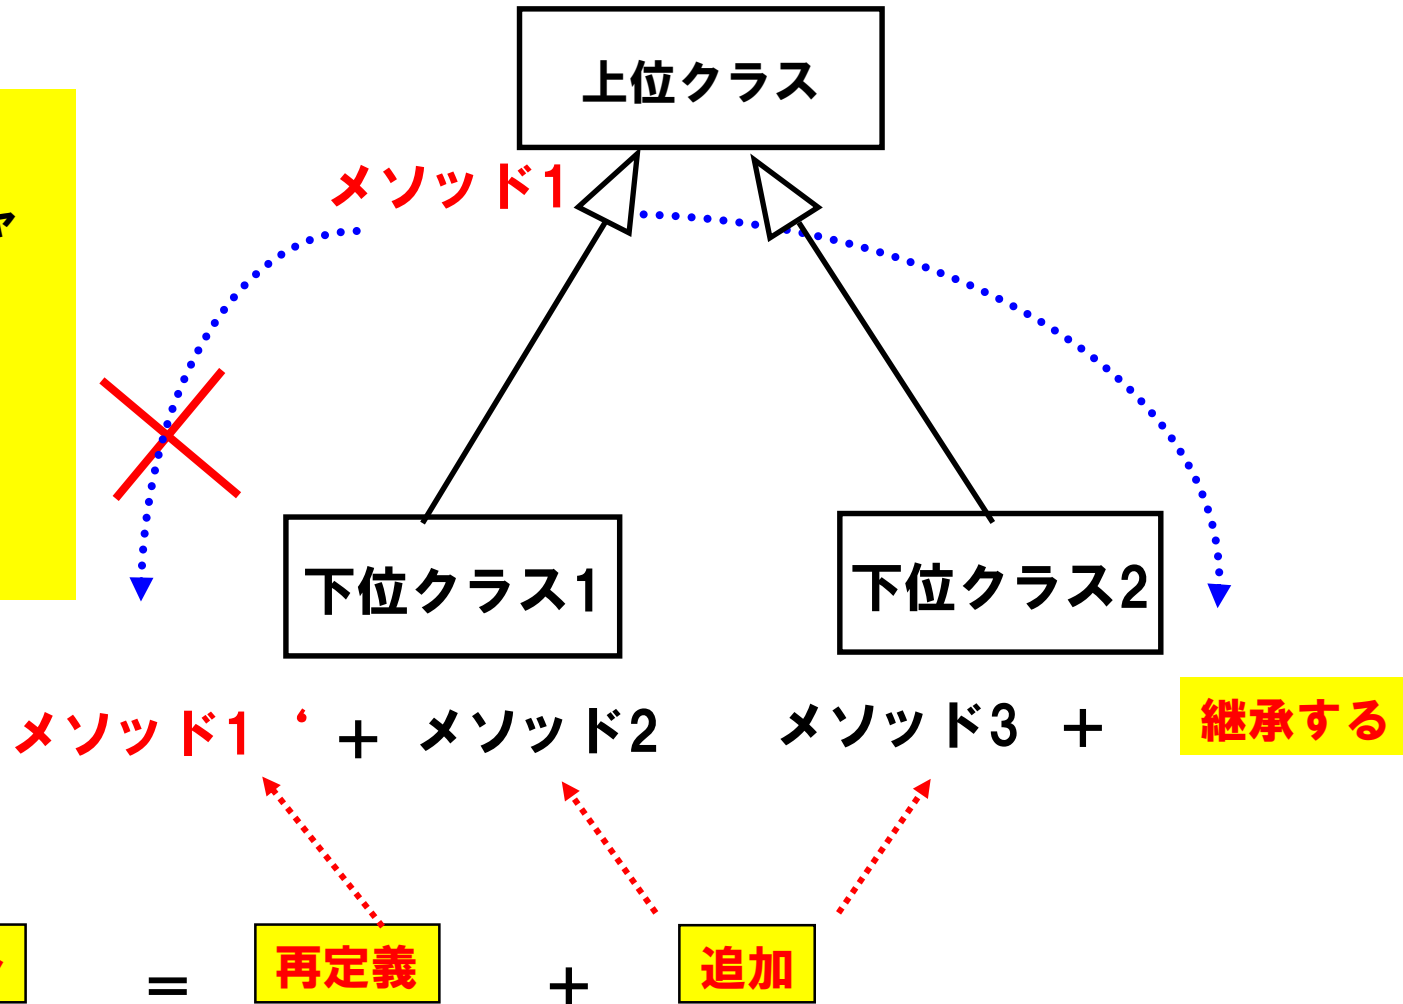 上位クラス
メソッド1
下位クラス1
下位クラス2
メソッド1‘ + メソッド2
メソッド3 + 継承する
= 再定義 + 追加